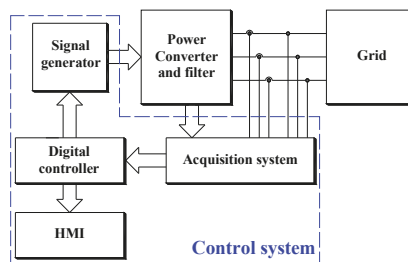 Signal
generator
Power
Converter
and filter
Grid
Digital
controller
Acquisition system
HMI
Control system